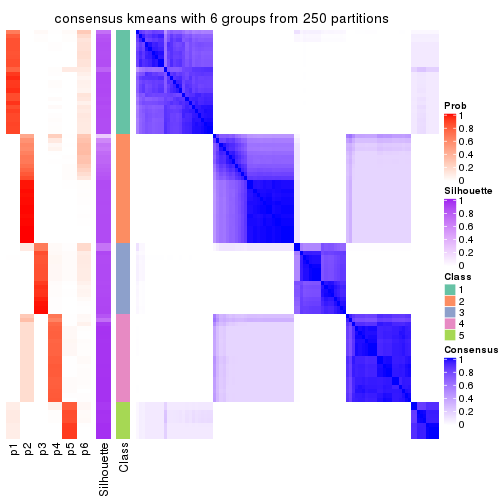 consensus kmeans with 6 groups from 250 partitions
Prob
1
0.8
0.6
0.4
0.2
0
Silhouette
1
0.8
0.6
0.4
0.2
0
Class
1
2
3
4
5
Consensus
1
0.8
0.6
0.4
0.2
0
p1
p2
p3
p4
p5
p6
Silhouette
Class